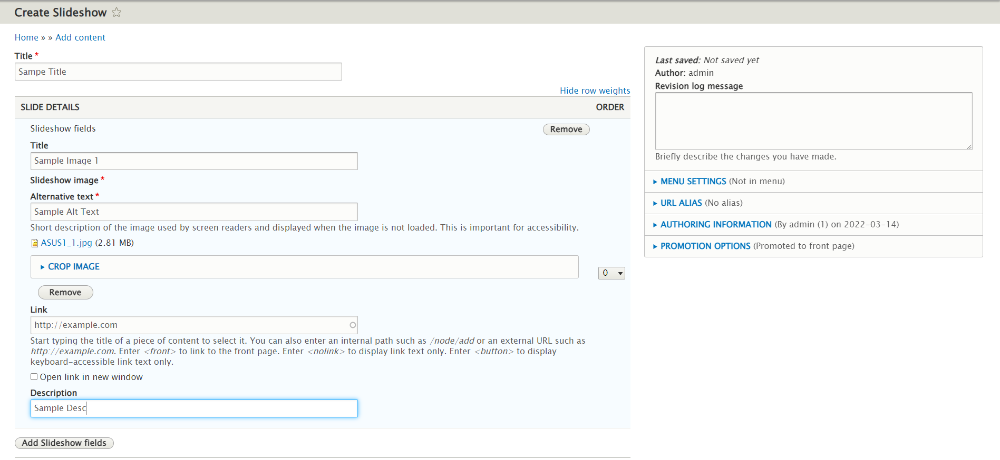 Create Slideshow
Home » » Add content
Title *
Sampe Title
Hide row weights
SLIDE DETAILS
ORDER
Slideshow fields
Remove
Title
Sample Image 1
Slideshow image *
Alternative text *
Sample Alt Text
Short description of the image used by screen readers and displayed when the image is not loaded. This is important for accessibility.
ASUS1_1.jpg (2.81 MB)
CROP IMAGE
0
Remove
Link
http://example.com
Start typing the title of a piece of content to select it. You can also enter an internal path such as /node/add or an external URL such as
http://example.com. Enter <front> to link to the front page. Enter <nolink> to display link text only. Enter <button> to display
keyboard-accessible link text only.
Open link in new window
Description
Sample Desc
Add Slideshow fields
Last saved: Not saved yet
Author: admin
Revision log message
Briefly describe the changes you have made.
MENU SETTINGS (Not in menu)
URL ALIAS (No alias)
AUTHORING INFORMATION (By admin (1) on 2022-03-14)
PROMOTION OPTIONS (Promoted to front page)